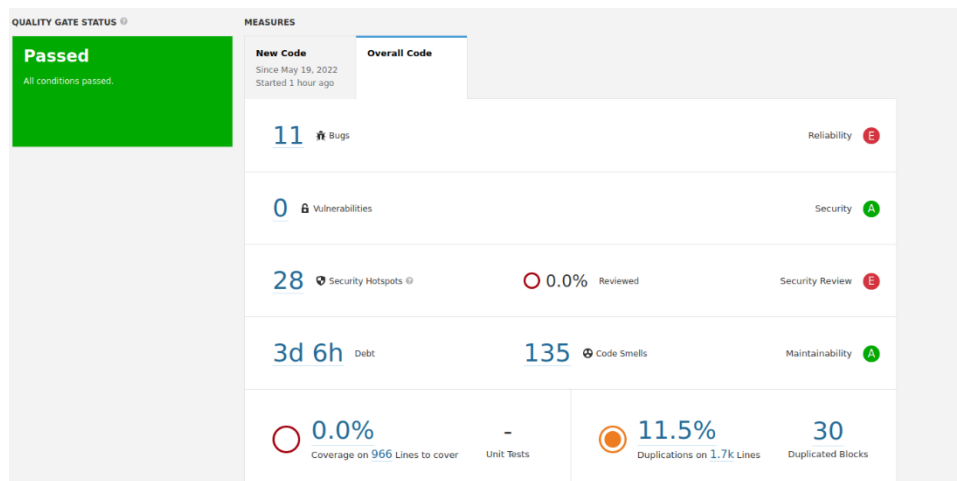 QUALITY GATE STATUS
MEASURES
Passed
All conditions passed.
New Code
Since May 19, 2022
Started 1 hour ago
Overall Code
11 Bugs Reliability E
0 Vulnerabilities Security A
28 Security Hotspots 0.0% Reviewed Security Review E
3d 6h Debt 135 Code Smells Maintainability A
0.0%
Coverage on 966 Lines to cover
-
Unit Tests
11.5%
Duplications on 1.7k Lines
30
Duplicated Blocks